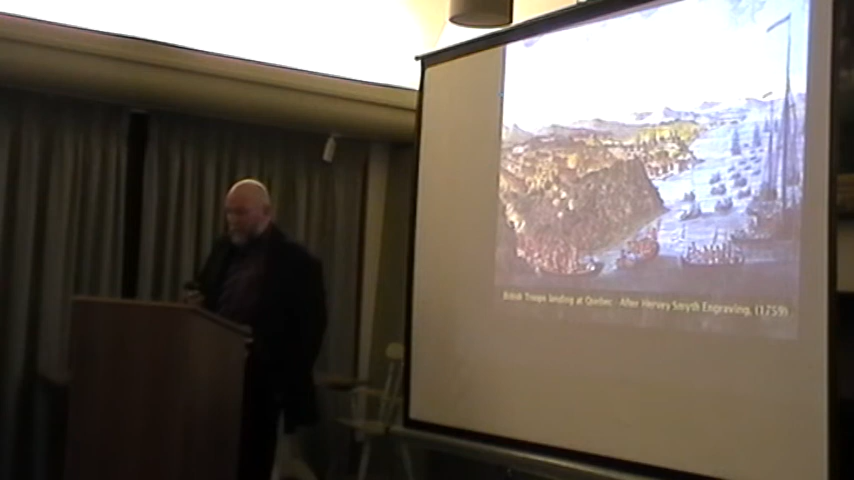 British Troops landing at Quebec - After Hervey Smyth Engraving, (1759)